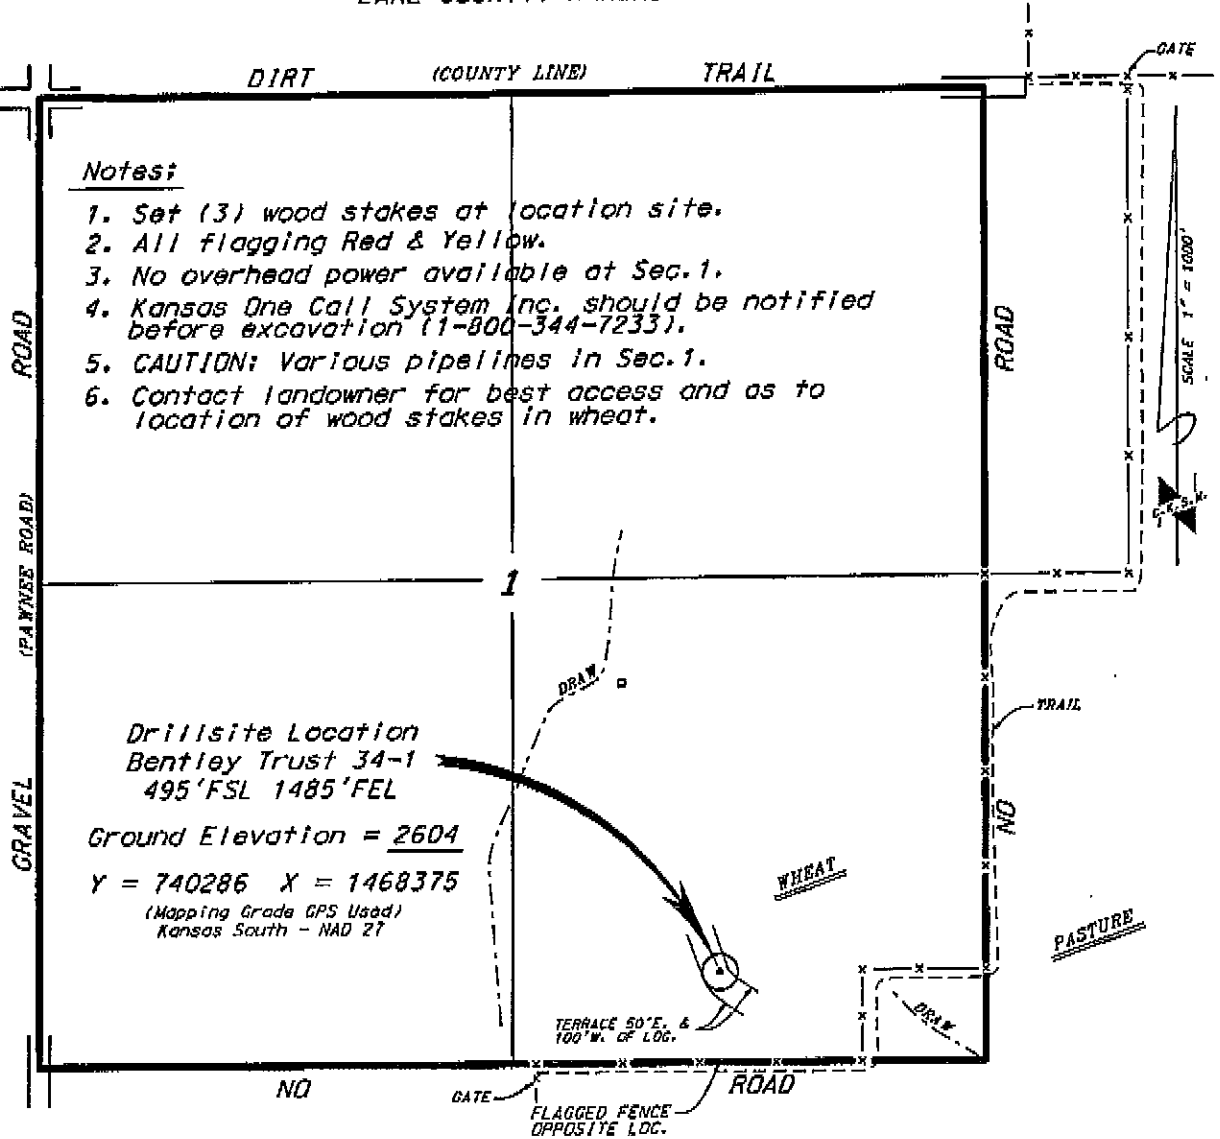 GATE
DIRT (COUNTY LINE) TRAIL
Notes:
1. Set (3) wood stakes at location site.
2. All flagging Red & Yellow.
3. No overhead power available at Sec.1.
4. Kansas One Call System Inc. should be notified
before excavation (1-800-344-7233).
5. CAUTION: Various pipelines in Sec.1.
6. Contact landowner for best access and as to
location of wood stakes in wheat.
ROAD
ROAD
SCALE 1" = 1000'
(PAWNEE ROAD)
1
DRAW
TRAIL
Drillsite Location
Bentley Trust 34-1
495'FSL 1485'FEL
GRAVEL
NO
Ground Elevation = 2604
Y = 740286 X = 1468375
(Mapping Grade GPS Used)
Kansas South - NAD 27
WHEAT
PASTURE
TERRACE 50'E. &
100'W. OF LOC.
DRAW
NO
GATE
ROAD
FLAGGED FENCE
OPPOSITE LOC.